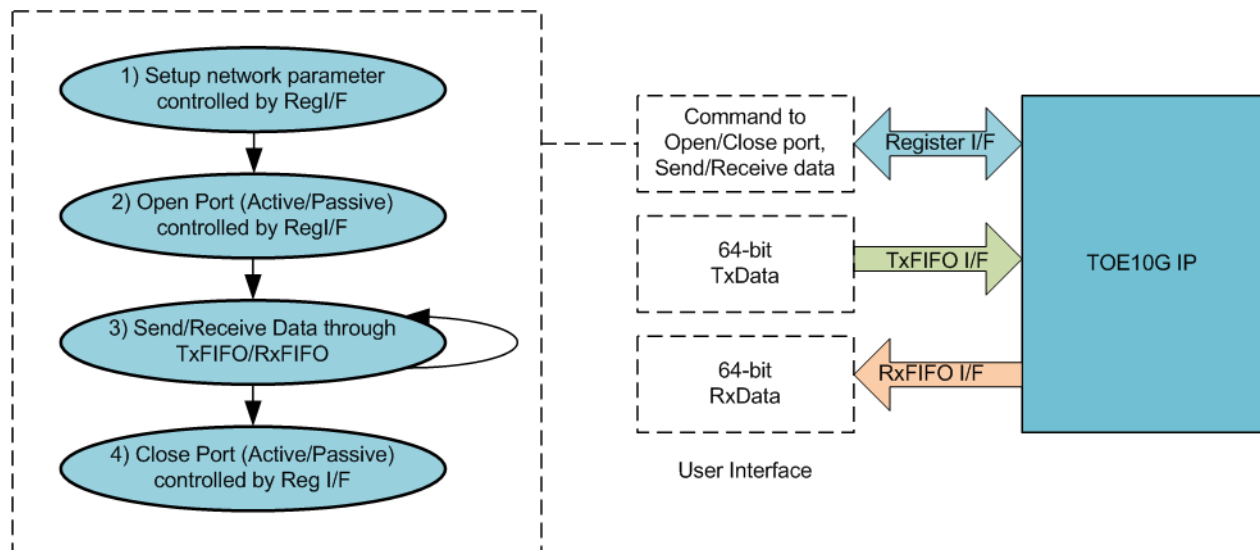 1) Setup network parameter
controlled by RegI/F
2) Open Port (Active/Passive)
controlled by RegI/F
3) Send/Receive Data through
TxFIFO/RxFIFO
4) Close Port (Active/Passive)
controlled by Reg I/F
Command to
Open/Close port,
Send/Receive data
Register I/F
64-bit
TxData
TxFIFO I/F
64-bit
RxData
RxFIFO I/F
User Interface
TOE10G IP